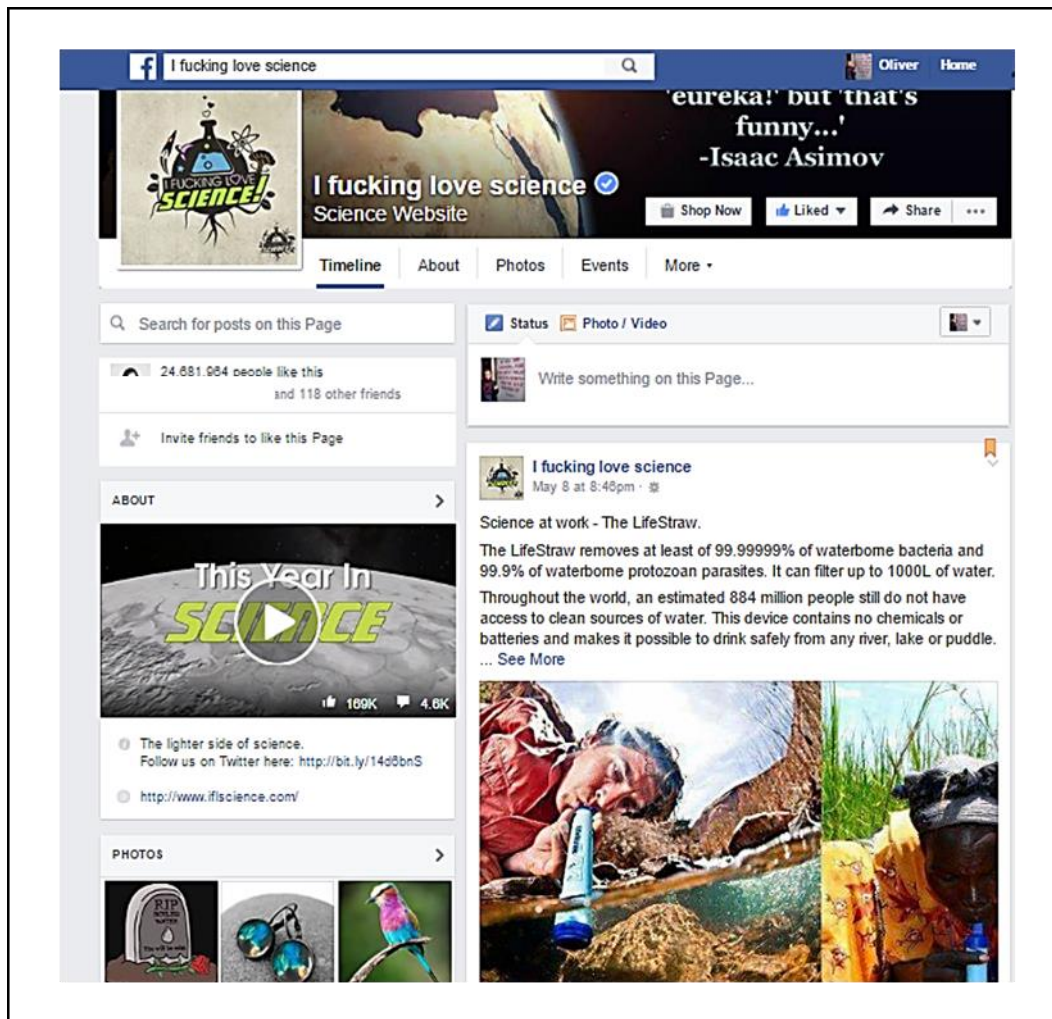 I fucking love science
Oliver Home
'eureka!' but 'that's
funny...'
-Isaac Asimov
I FUCKING LOVE
SCIENCE!
I fucking love science
Science Website
Shop Now Liked Share
Timeline About Photos Events More
Search for posts on this Page
24,681,964 people like this
and 118 other friends
Invite friends to like this Page
ABOUT
This Year In
SCIENCE
169K 4.6K
The lighter side of science.
Follow us on Twitter here: http://bit.ly/14d6bnS
http://www.iflscience.com/
PHOTOS
RIP
BOILED
WATER
Status Photo / Video
Write something on this Page...
I fucking love science
May 8 at 8:46pm ·
Science at work - The LifeStraw.
The LifeStraw removes at least of 99.99999% of waterborne bacteria and
99.9% of waterborne protozoan parasites. It can filter up to 1000L of water.
Throughout the world, an estimated 884 million people still do not have
access to clean sources of water. This device contains no chemicals or
batteries and makes it possible to drink safely from any river, lake or puddle.
... See More